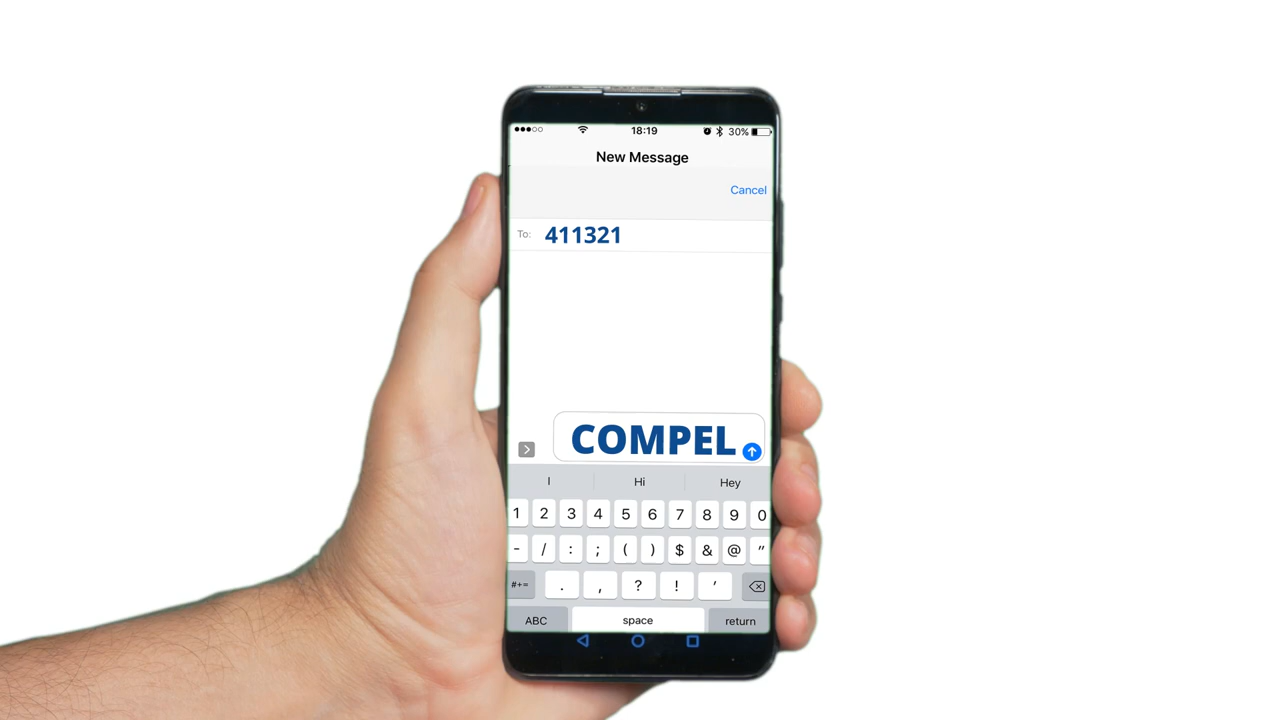 18:19 30%
New Message
Cancel
To: 411321
COMPEL
I Hi Hey
1 2 3 4 5 6 7 8 9 0
- / : ; ( ) $ & @ "
#+= . , ? ! '
ABC space return